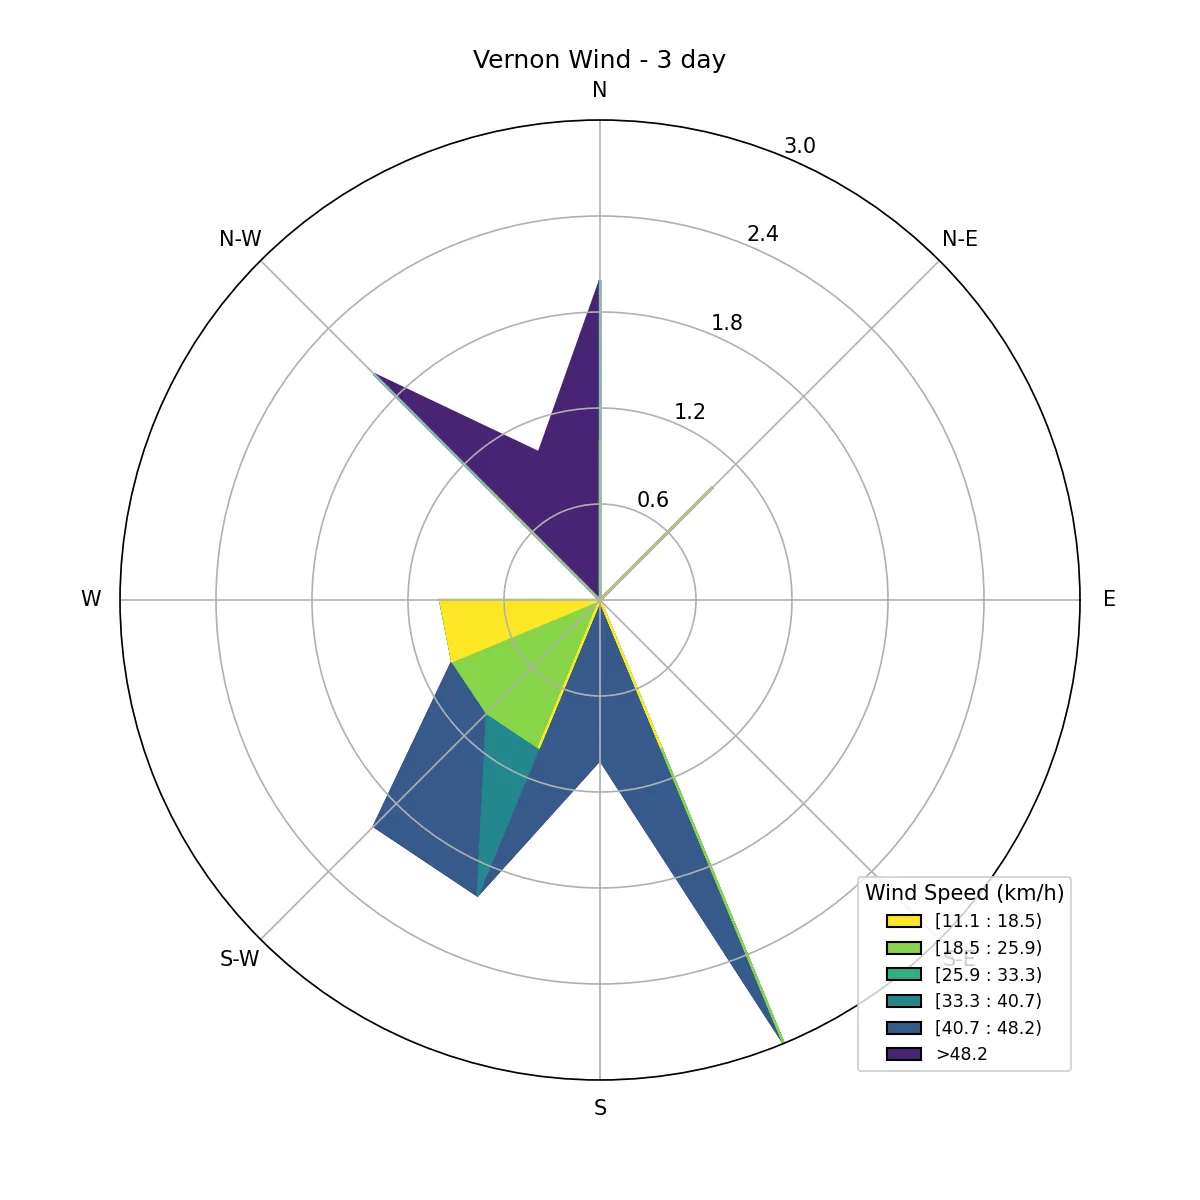 Vernon Wind - 3 day
N
3.0
N-W
2.4
N-E
1.8
1.2
0.6
W
E
Wind Speed (km/h)
[11.1 : 18.5)
[18.5 : 25.9)
S-E
[25.9 : 33.3)
[33.3 : 40.7)
[40.7 : 48.2)
>48.2
S-W
S